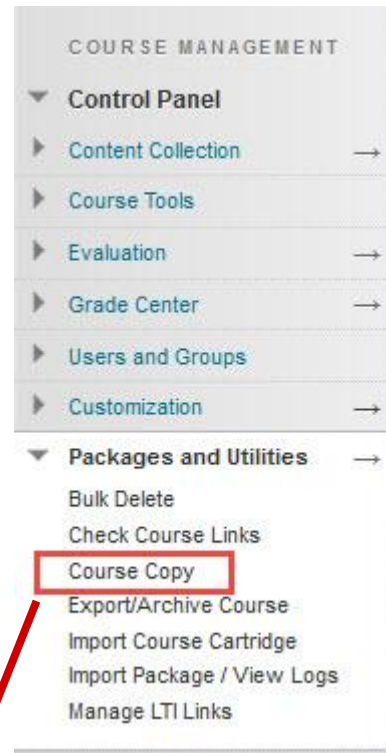 COURSE MANAGEMENT
Control Panel
Content Collection
Course Tools
Evaluation
Grade Center
Users and Groups
Customization
Packages and Utilities
Bulk Delete
Check Course Links
Course Copy
Export/Archive Course
Import Course Cartridge
Import Package / View Logs
Manage LTI Links